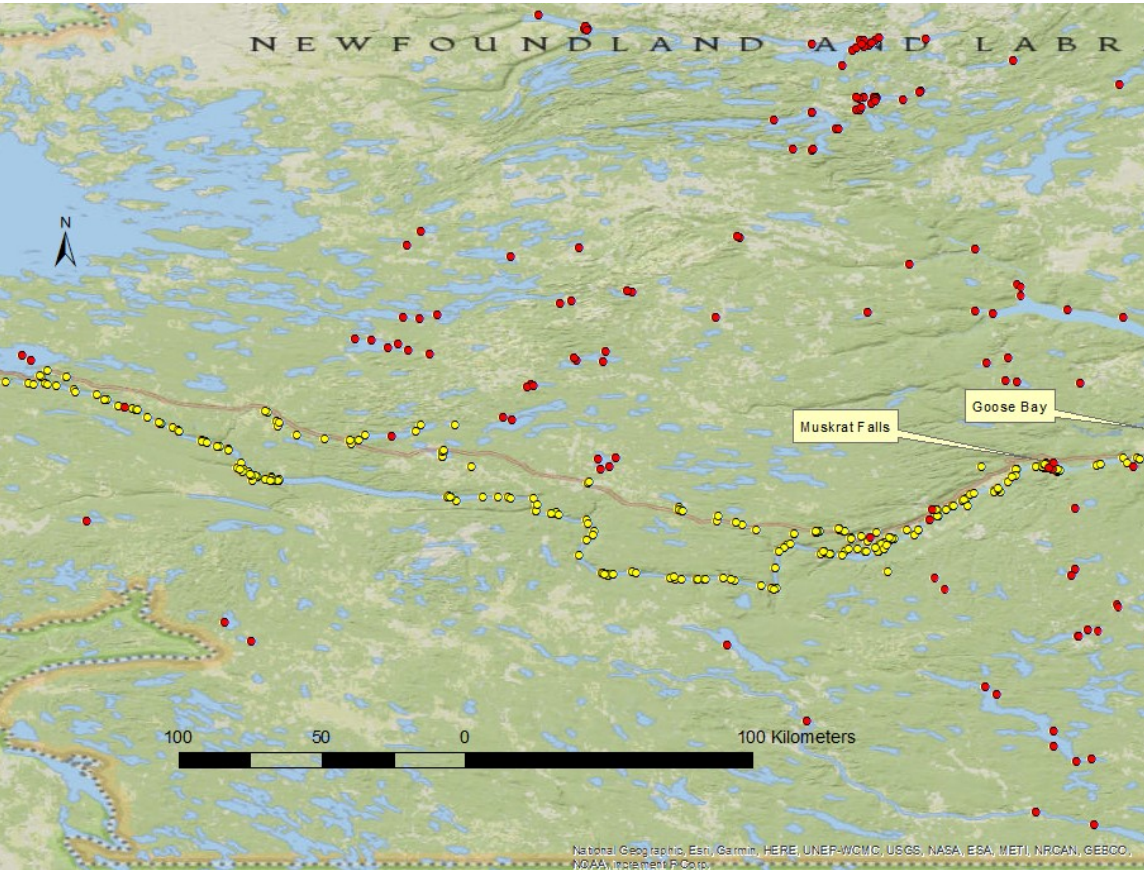 NEWFOUNDLAND AND LABR
N
Goose Bay
Muskrat Falls
100 50 0 100 Kilometers
National Geographic, Esri, Garmin, HERE, UNEP-WCMC, USGS, NASA, ESA, METI, NRCAN, GEBCO,
NOAA, increment P Corp.